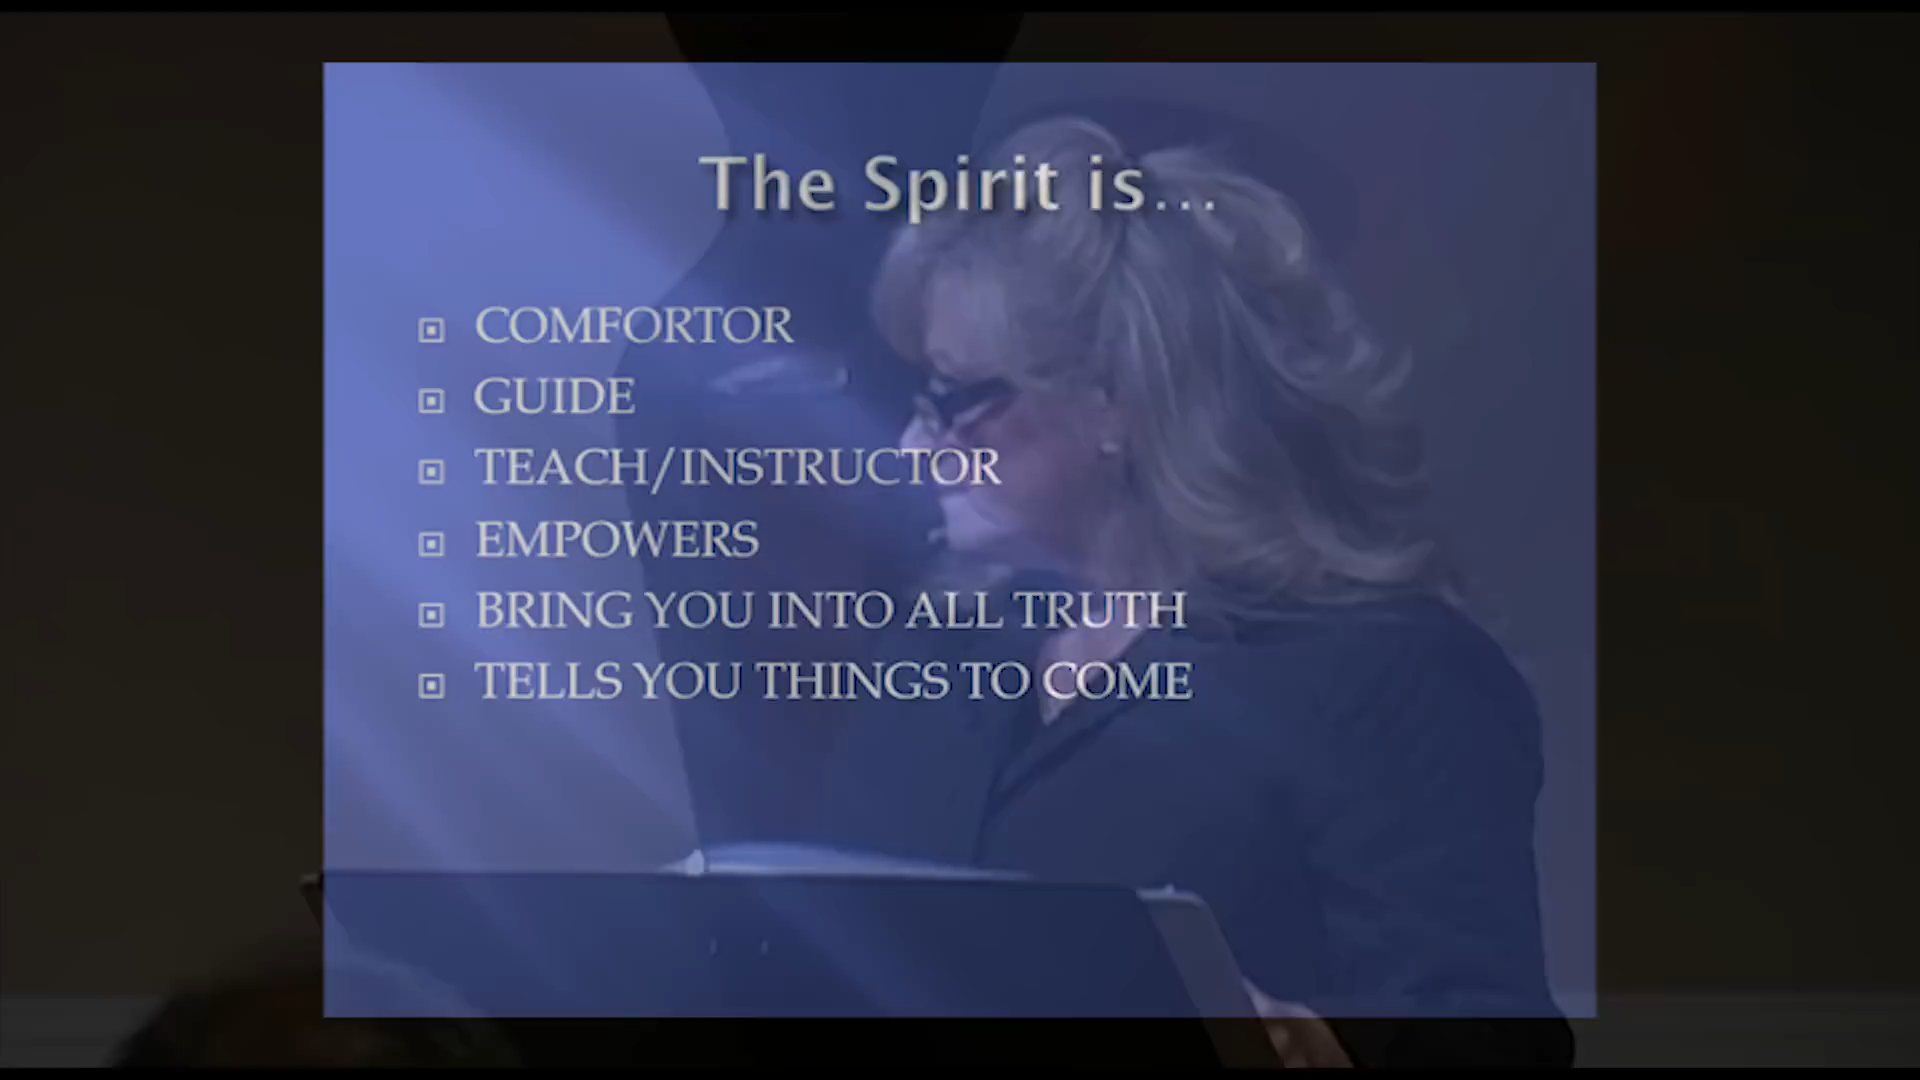 The Spirit is...
COMFORTOR
GUIDE
TEACH/INSTRUCTOR
EMPOWERS
BRING YOU INTO ALL TRUTH
TELLS YOU THINGS TO COME